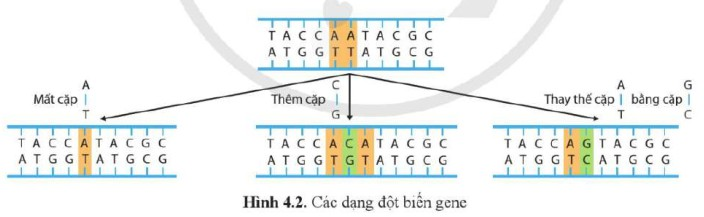 T A C C A A T A C G C
A T G G T T A T G C G
Mất cặp A T
Thêm cặp C G
Thay thế cặp A T bằng cặp G C
T A C C A T A C G C
A T G G T A T G C G
T A C C A C A T A C G C
A T G G T G T A T G C G
T A C C A G T A C G C
A T G G T C A T G C G
Hình 4.2. Các dạng đột biến gene